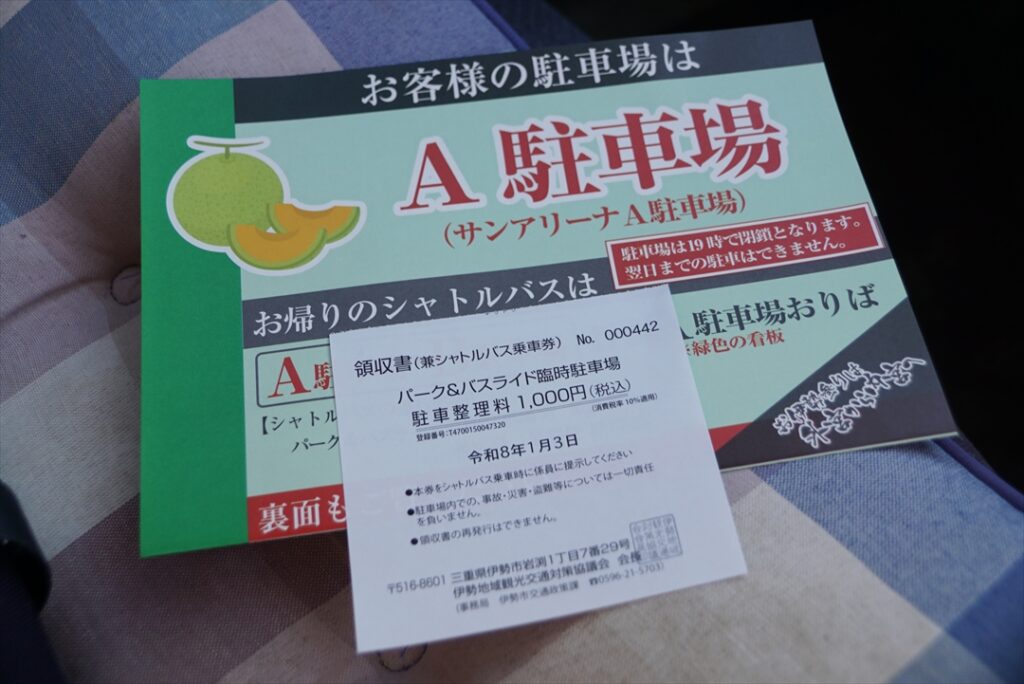 お客様の駐車場は
A 駐車場
(サンアリーナA駐車場)
駐車場は19時で閉鎖となります。
翌日までの駐車はできません。
お帰りのシャトルバスは
A駐
駐車場おりば
緑色の看板
【シャトル
パーク
裏面も
領収書(兼シャトルバス乗車券) No. 000442
パーク&バスライド臨時駐車場
駐車整理料 1,000円(税込)
(消費税率10%適用)
登録番号:T4700150047320
令和8年1月3日
●本券をシャトルバス乗車時に係員に提示してください
●駐車場内での、事故・災害・盗難等については一切責任
を負いません。
●領収書の再発行はできません。
〒516-8601 三重県伊勢市岩渕1丁目7番29号
伊勢地域観光交通対策協議会 会長
(事務局 伊勢市交通政策課 ☎0596-21-5703)